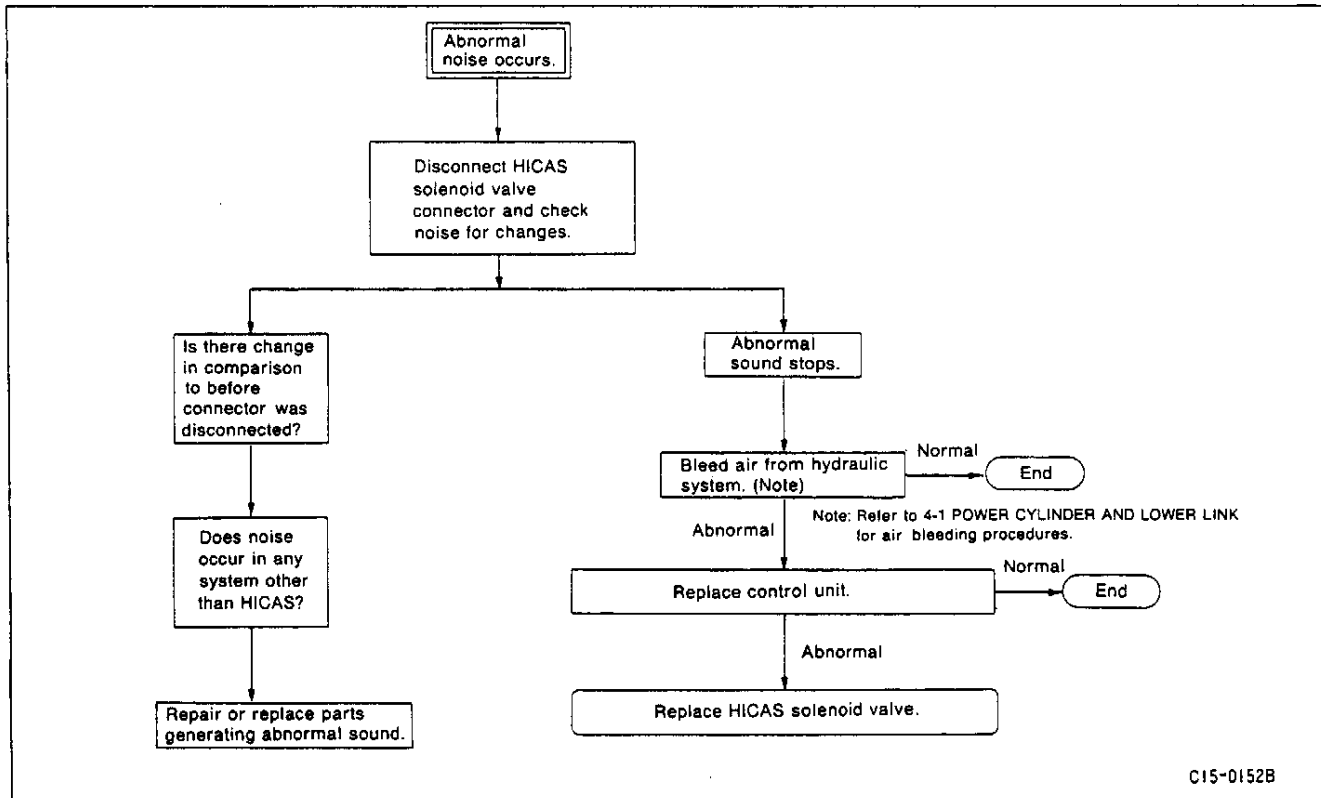 Abnormal
noise occurs.
Disconnect HICAS
solenoid valve
connector and check
noise for changes.
Is there change
in comparison
to before
connector was
disconnected?
Does noise
occur in any
system other
than HICAS?
Repair or replace parts
generating abnormal sound.
Abnormal
sound stops.
Bleed air from hydraulic
system. (Note)
Normal
End
Note: Refer to 4-1 POWER CYLINDER AND LOWER LINK
for air bleeding procedures.
Abnormal
Replace control unit.
Normal
End
Abnormal
Replace HICAS solenoid valve.
C15-0152B